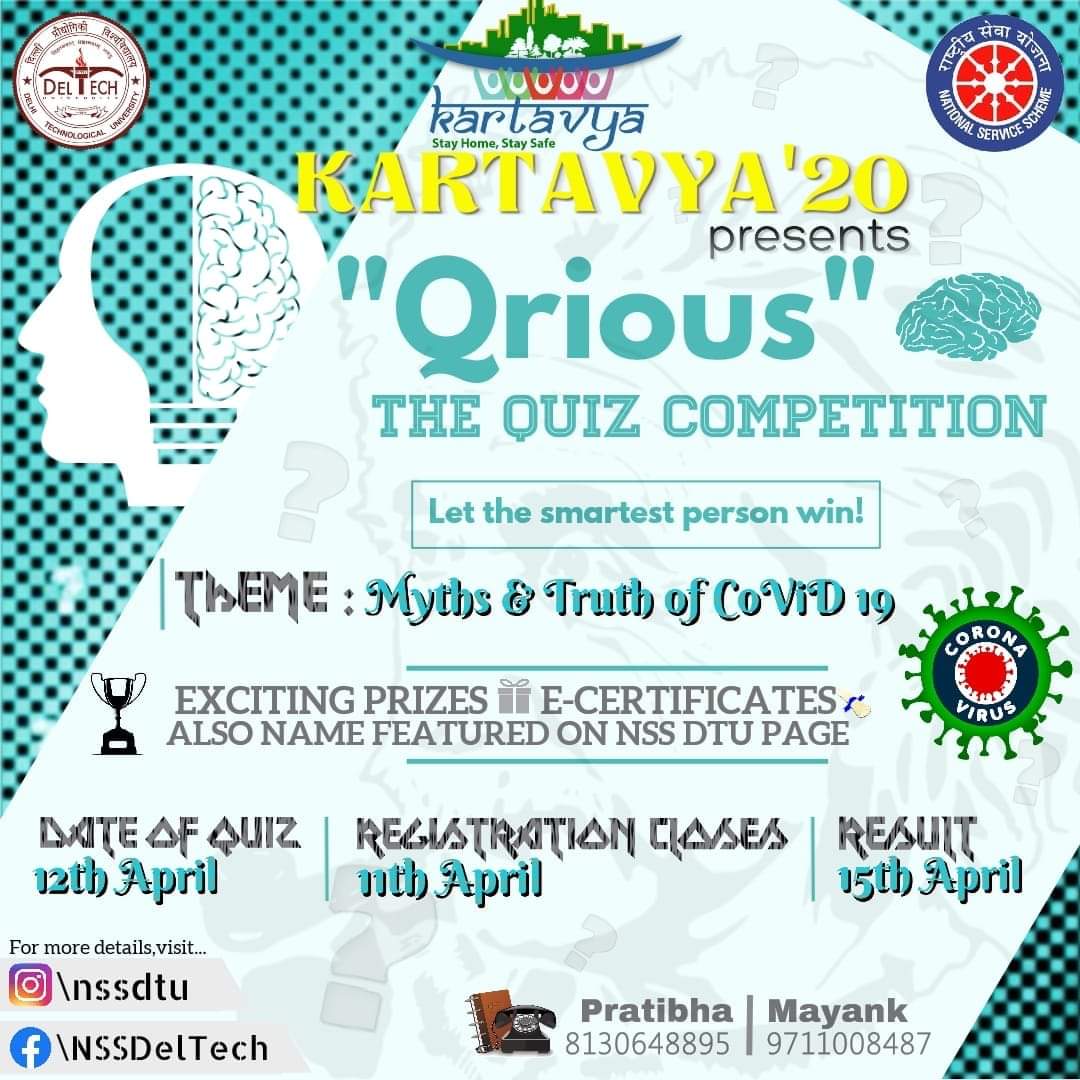 दिल्ली प्रौद्योगिकी विश्वविद्यालय
DELTECH
UNIVERSITY
DELHI TECHNOLOGICAL UNIVERSITY
kartavya
Stay Home, Stay Safe
राष्ट्रीय सेवा योजना
NATIONAL SERVICE SCHEME
KARTAVYA'20
presents
"Qrious"
THE QUIZ COMPETITION
Let the smartest person win!
THEME : Myths & Truth of CoViD 19
CORONA
VIRUS
EXCITING PRIZES E-CERTIFICATES
ALSO NAME FEATURED ON NSS DTU PAGE
DATE OF QUIZ
12th April
REGISTRATION CLOSES
11th April
RESULT
15th April
For more details,visit...
\nssdtu
\NSSDelTech
Pratibha | Mayank
8130648895 | 9711008487